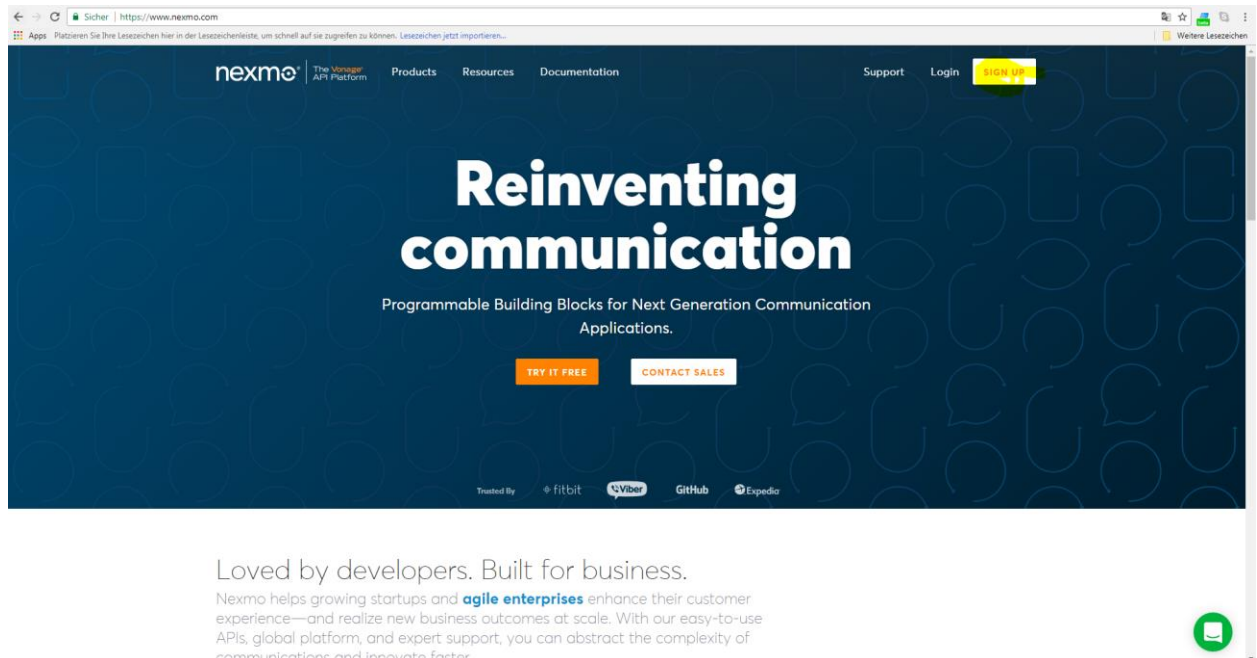 Sicher | https://www.nexmo.com
Apps Platzieren Sie Ihre Lesezeichen hier in der Lesezeichenleiste, um schnell auf sie zugreifen zu können. Lesezeichen jetzt importieren... Weitere Lesezeichen
nexmo The Vonage API Platform Products Resources Documentation Support Login SIGN UP
Reinventing
communication
Programmable Building Blocks for Next Generation Communication
Applications.
TRY IT FREE CONTACT SALES
Trusted By fitbit Viber GitHub Expedia
Loved by developers. Built for business.
Nexmo helps growing startups and agile enterprises enhance their customer
experience—and realize new business outcomes at scale. With our easy-to-use
APIs, global platform, and expert support, you can abstract the complexity of
communications and innovate faster.